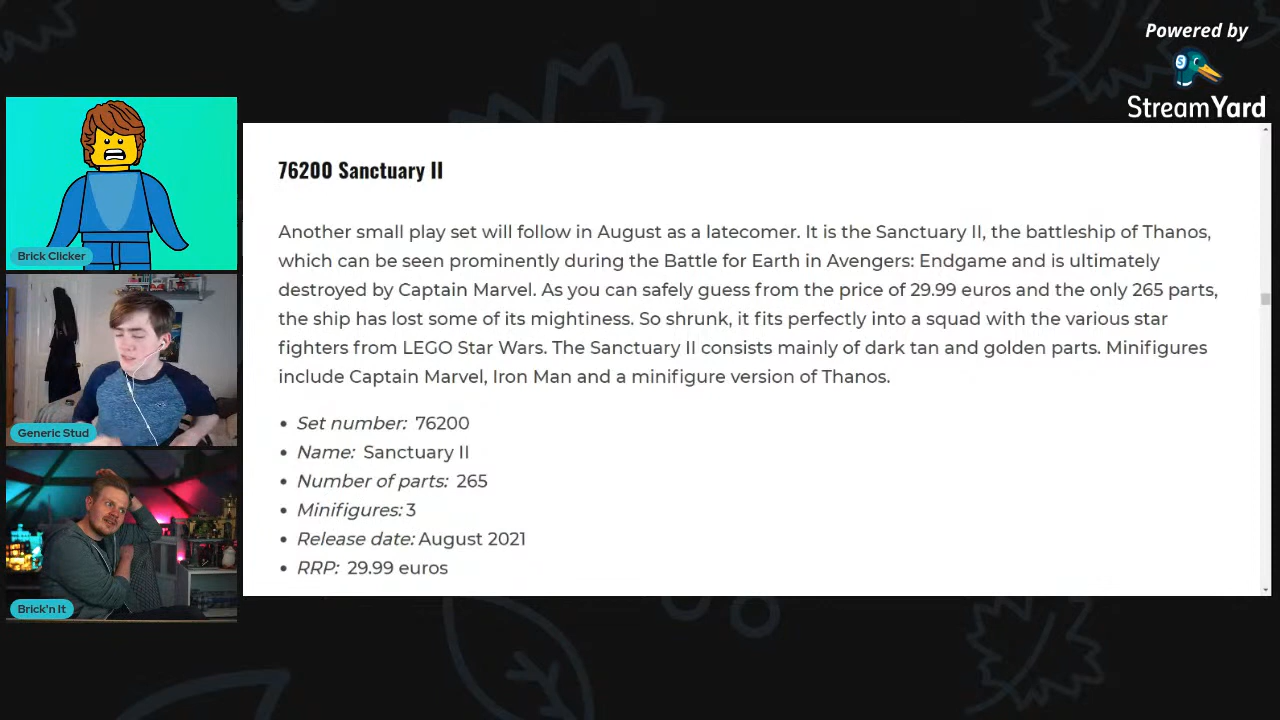 Powered by
StreamYard
76200 Sanctuary II
Another small play set will follow in August as a latecomer. It is the Sanctuary II, the battleship of Thanos,
which can be seen prominently during the Battle for Earth in Avengers: Endgame and is ultimately
destroyed by Captain Marvel. As you can safely guess from the price of 29.99 euros and the only 265 parts,
the ship has lost some of its mightiness. So shrunk, it fits perfectly into a squad with the various star
fighters from LEGO Star Wars. The Sanctuary II consists mainly of dark tan and golden parts. Minifigures
include Captain Marvel, Iron Man and a minifigure version of Thanos.
• Set number: 76200
• Name: Sanctuary II
• Number of parts: 265
• Minifigures: 3
• Release date: August 2021
• RRP: 29.99 euros
Brick Clicker
Generic Stud
Brick'n It